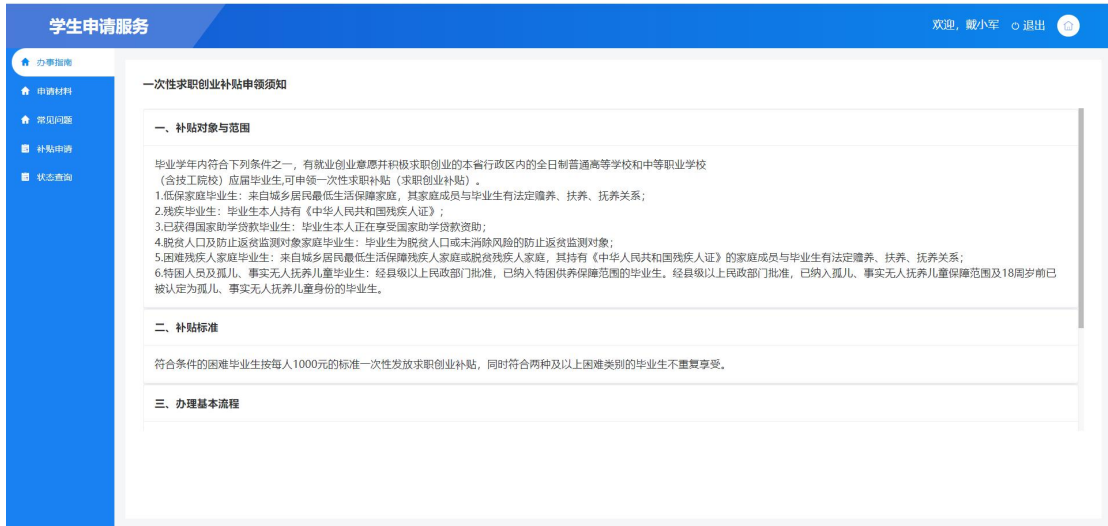 学生申请服务
欢迎，戴小军 退出
办事指南
申请材料
常见问题
补贴申请
状态查询
一次性求职创业补贴申领须知
一、补贴对象与范围
毕业学年内符合下列条件之一，有就业创业意愿并积极求职创业的本省行政区内的全日制普通高等学校和中等职业学校
（含技工院校）应届毕业生,可申领一次性求职补贴（求职创业补贴）。
1.低保家庭毕业生：来自城乡居民最低生活保障家庭，其家庭成员与毕业生有法定赡养、扶养、抚养关系；
2.残疾毕业生：毕业生本人持有《中华人民共和国残疾人证》；
3.已获得国家助学贷款毕业生：毕业生本人正在享受国家助学贷款资助；
4.脱贫人口及防止返贫监测对象家庭毕业生：毕业生为脱贫人口或未消除风险的防止返贫监测对象；
5.困难残疾人家庭毕业生：来自城乡居民最低生活保障残疾人家庭或脱贫残疾人家庭，其持有《中华人民共和国残疾人证》的家庭成员与毕业生有法定赡养、扶养、抚养关系；
6.特困人员及孤儿、事实无人抚养儿童毕业生：经县级以上民政部门批准，已纳入特困供养保障范围的毕业生。经县级以上民政部门批准，已纳入孤儿、事实无人抚养儿童保障范围及18周岁前已
被认定为孤儿、事实无人抚养儿童身份的毕业生。
二、补贴标准
符合条件的困难毕业生按每人1000元的标准一次性发放求职创业补贴，同时符合两种及以上困难类别的毕业生不重复享受。
三、办理基本流程